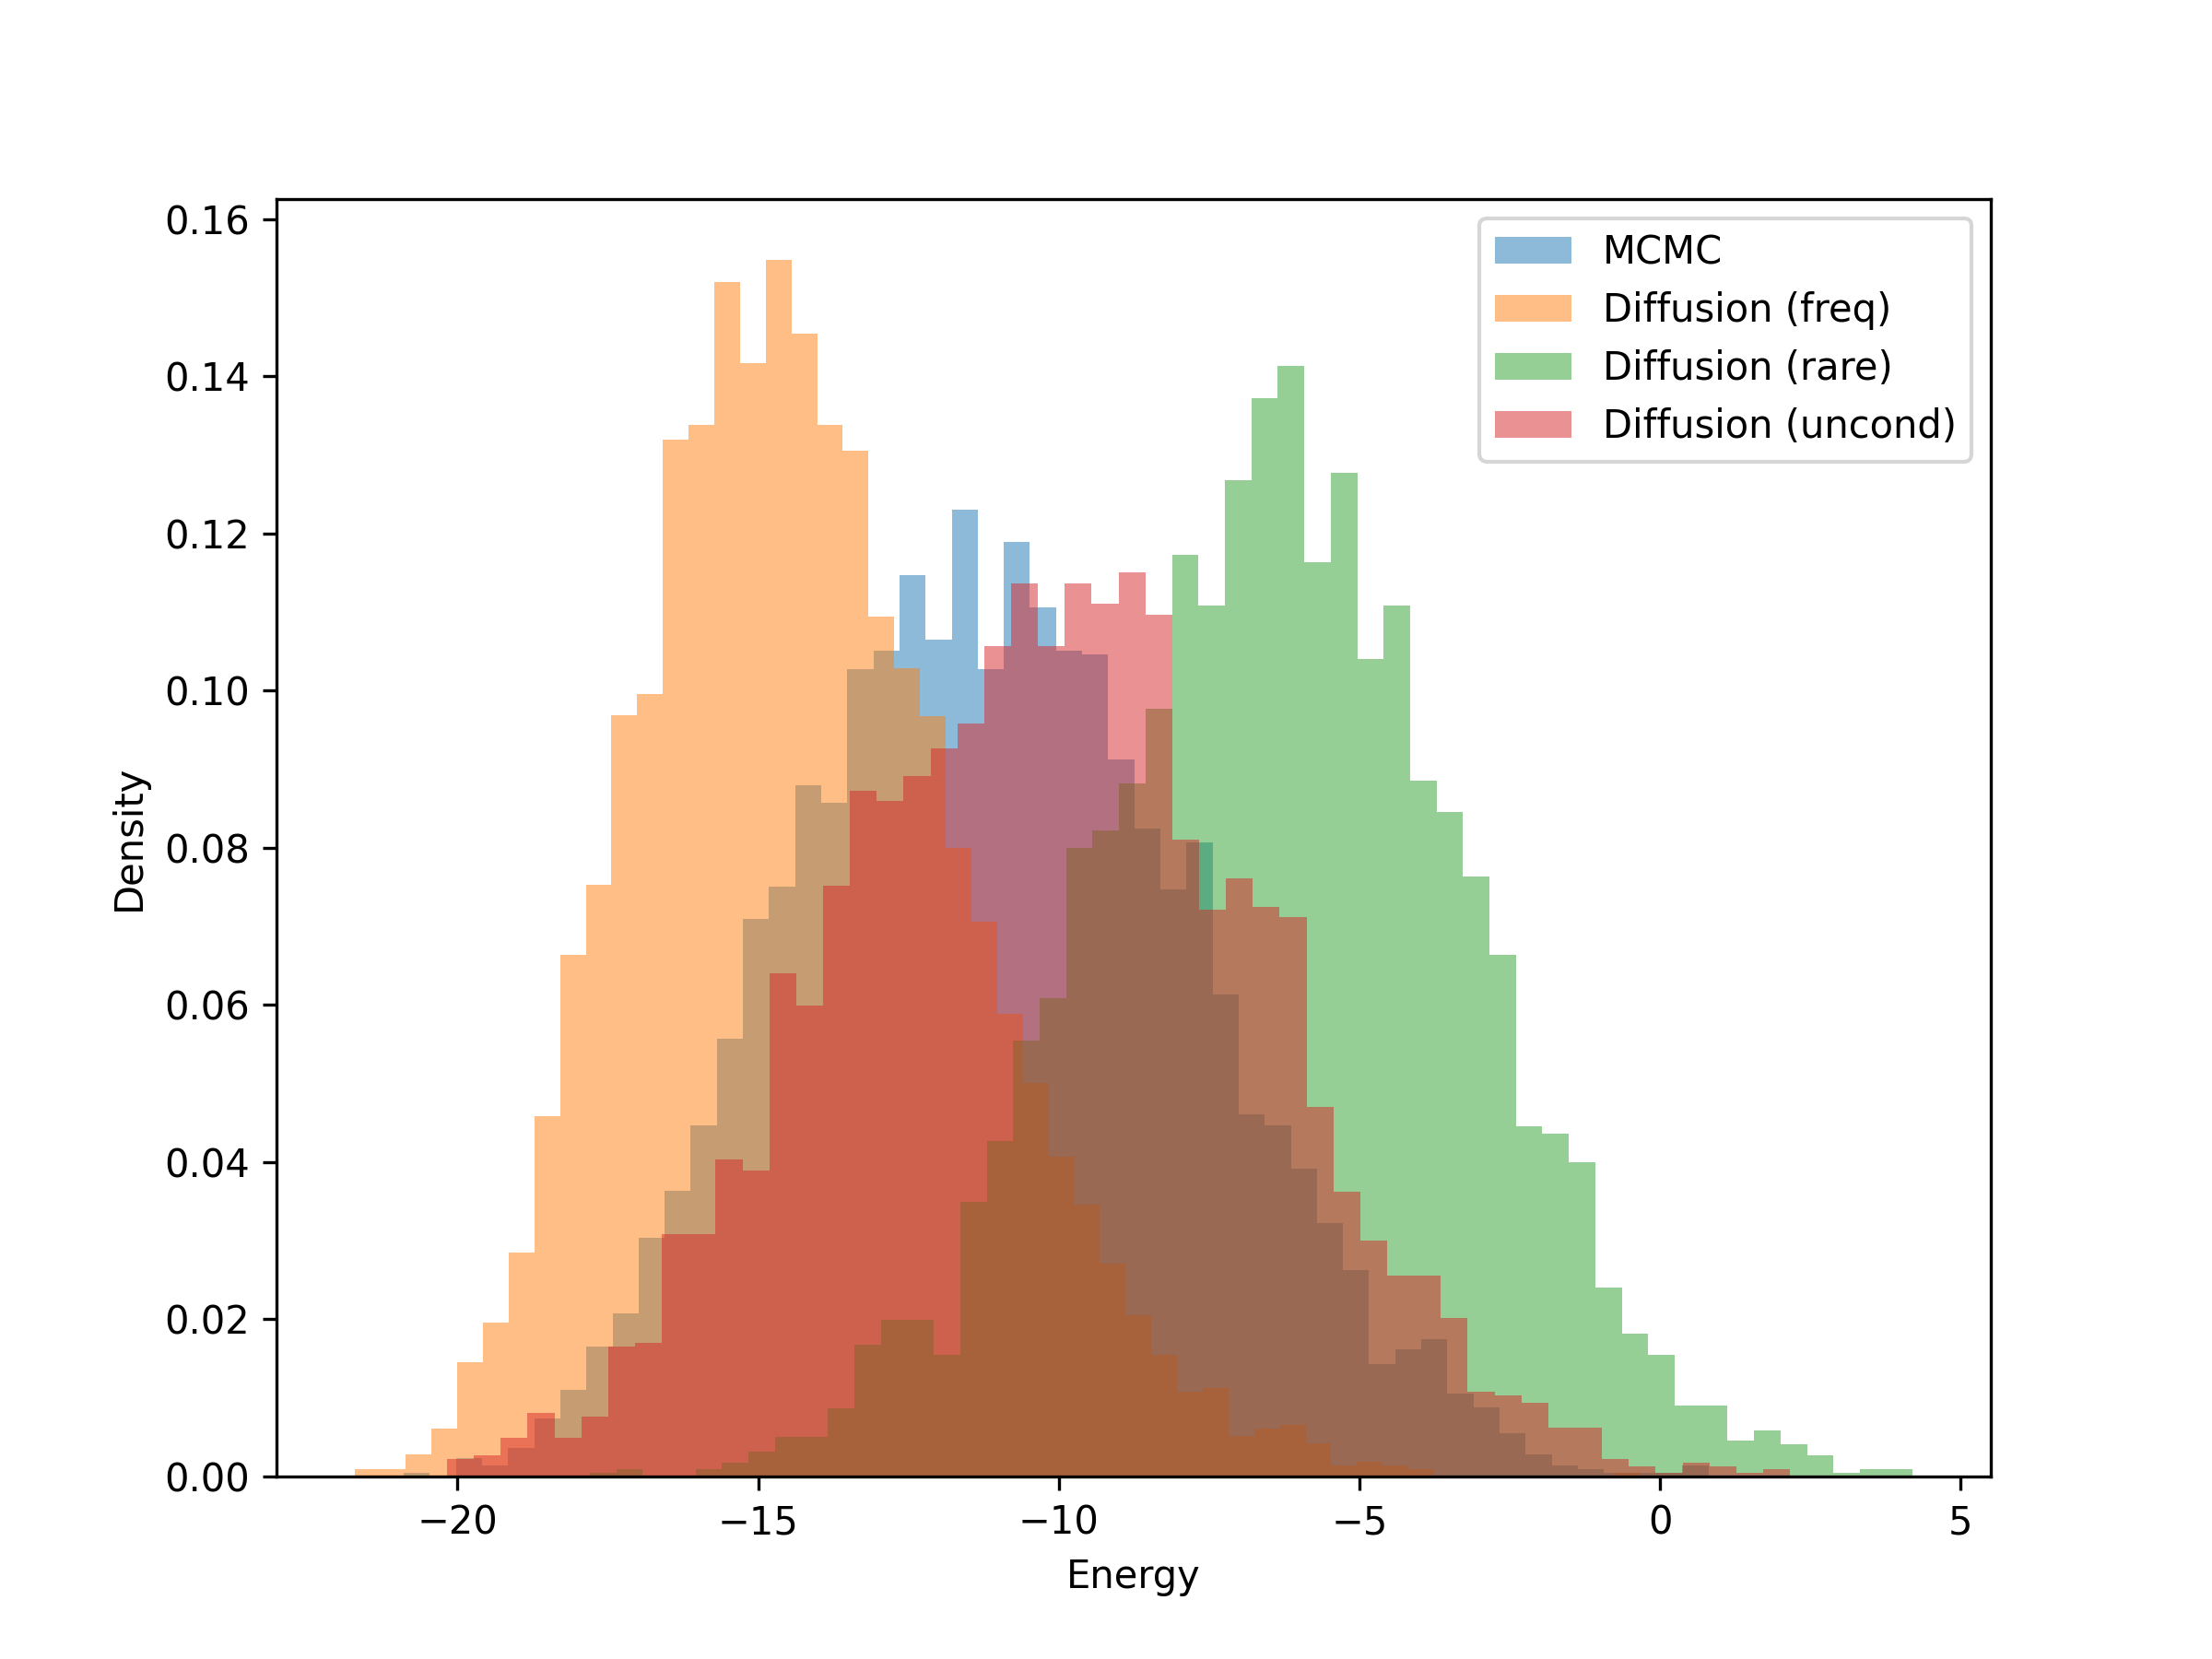 MCMC
Diffusion (freq)
Diffusion (rare)
Diffusion (uncond)
0.16
0.14
0.12
0.10
0.08
0.06
0.04
0.02
0.00
Density
−20 −15 −10 −5 0 5
Energy